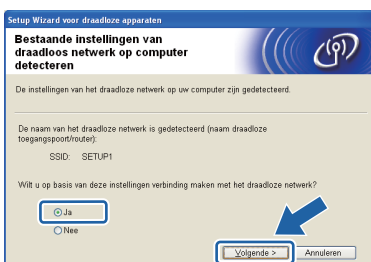 Setup Wizard voor draadloze apparaten
Bestaande instellingen van
draadloos netwerk op computer
detecteren
De instellingen van het draadloze netwerk op uw computer zijn gedetecteerd.
De naam van het draadloze netwerk is gedetecteerd (naam draadloze
toegangspoort/router):
SSID: SETUP1
Wilt u op basis van deze instellingen verbinding maken met het draadloze netwerk?
Ja
Nee
Volgende >
Annuleren